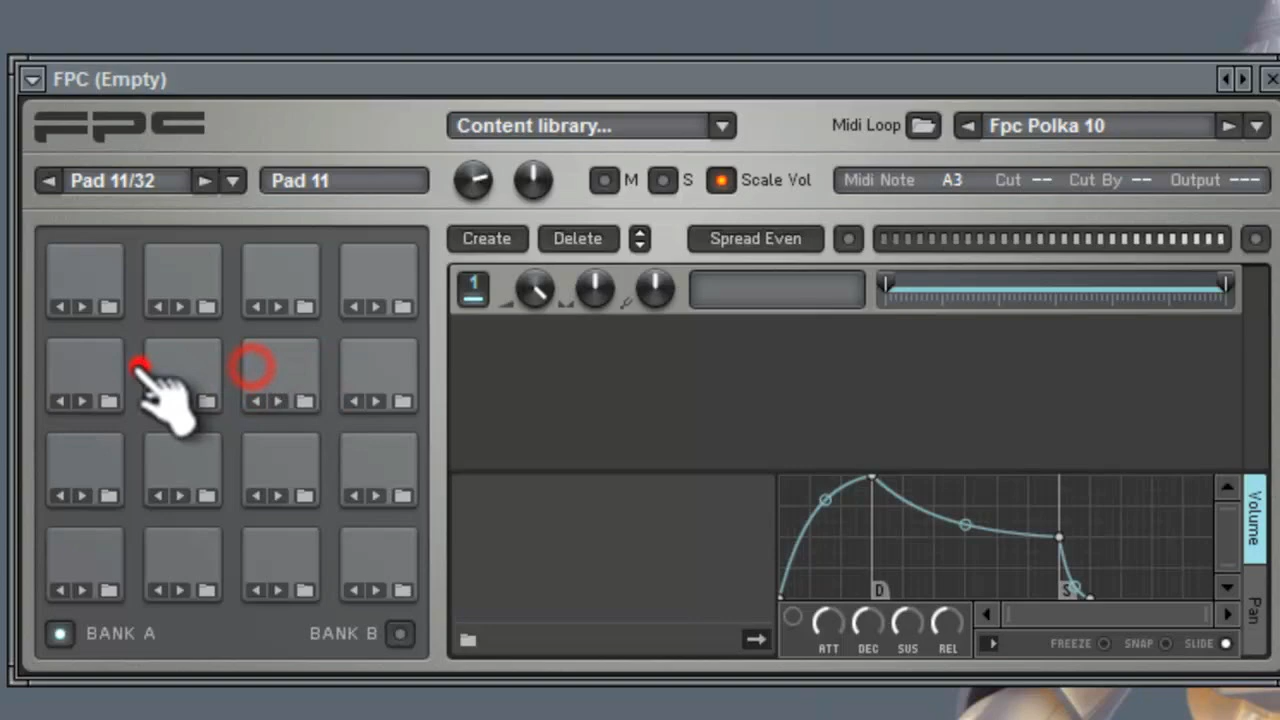 FPC (Empty)
FPC
Content library...
Midi Loop
Fpc Polka 10
Pad 11/32
Pad 11
M
S
Scale Vol
Midi Note A3 Cut -- Cut By -- Output ---
Create
Delete
Spread Even
1
D
S
Volume
Pan
ATT
DEC
SUS
REL
FREEZE
SNAP
SLIDE
BANK A
BANK B